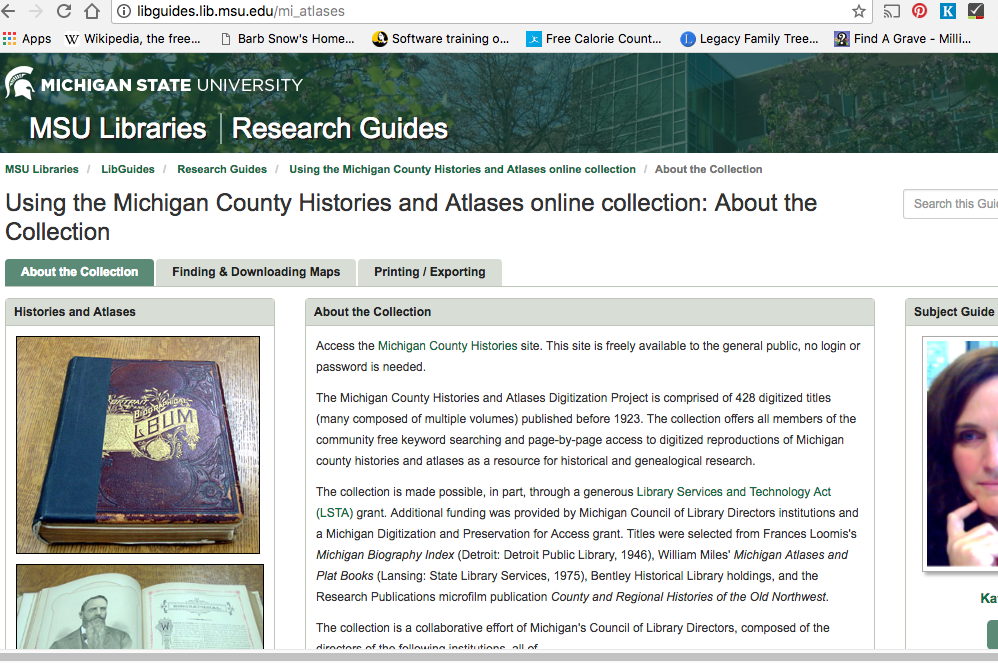 libguides.lib.msu.edu/mi_atlases
Apps Wikipedia, the free... Barb Snow's Home... Software training o... Free Calorie Count... Legacy Family Tree... Find A Grave - Milli...
MICHIGAN STATE UNIVERSITY
MSU Libraries | Research Guides
MSU Libraries / LibGuides / Research Guides / Using the Michigan County Histories and Atlases online collection / About the Collection
Using the Michigan County Histories and Atlases online collection: About the
Collection
Search this Gui
About the Collection Finding & Downloading Maps Printing / Exporting
Histories and Atlases
PORTRAIT
BIOGRAPHICAL
ALBUM
About the Collection
Access the Michigan County Histories site. This site is freely available to the general public, no login or
password is needed.
The Michigan County Histories and Atlases Digitization Project is comprised of 428 digitized titles
(many composed of multiple volumes) published before 1923. The collection offers all members of the
community free keyword searching and page-by-page access to digitized reproductions of Michigan
county histories and atlases as a resource for historical and genealogical research.
The collection is made possible, in part, through a generous Library Services and Technology Act
(LSTA) grant. Additional funding was provided by Michigan Council of Library Directors institutions and
a Michigan Digitization and Preservation for Access grant. Titles were selected from Frances Loomis's
Michigan Biography Index (Detroit: Detroit Public Library, 1946), William Miles' Michigan Atlases and
Plat Books (Lansing: State Library Services, 1975), Bentley Historical Library holdings, and the
Research Publications microfilm publication County and Regional Histories of the Old Northwest.
The collection is a collaborative effort of Michigan's Council of Library Directors, composed of the
directors of the following institutions, all of
Subject Guide
Ka